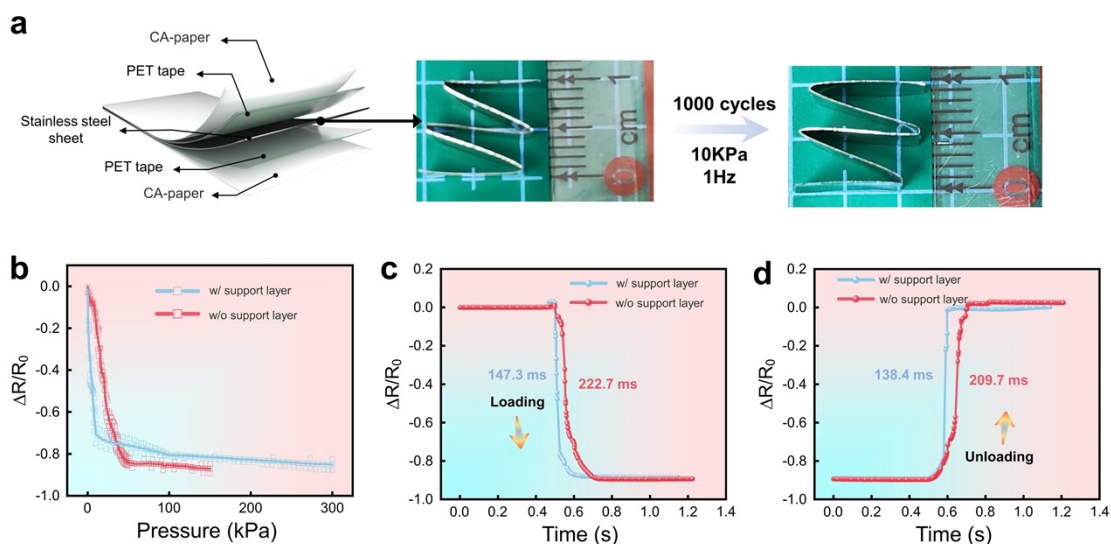 a
CA-paper
PET tape
Stainless steel
sheet
PET tape
CA-paper
1
cm
0
1000 cycles
10KPa
1Hz
1
cm
0
b
ΔR/R0
0.0
-0.2
-0.4
-0.6
-0.8
-1.0
w/ support layer
w/o support layer
0
100
200
300
Pressure (kPa)
c
ΔR/R0
0.2
0.0
-0.2
-0.4
-0.6
-0.8
-1.0
w/ support layer
w/o support layer
147.3 ms
222.7 ms
Loading
0.0 0.2 0.4 0.6 0.8 1.0 1.2 1.4
Time (s)
d
ΔR/R0
0.2
0.0
-0.2
-0.4
-0.6
-0.8
-1.0
w/ support layer
w/o support layer
138.4 ms
209.7 ms
Unloading
0.0 0.2 0.4 0.6 0.8 1.0 1.2 1.4
Time (s)